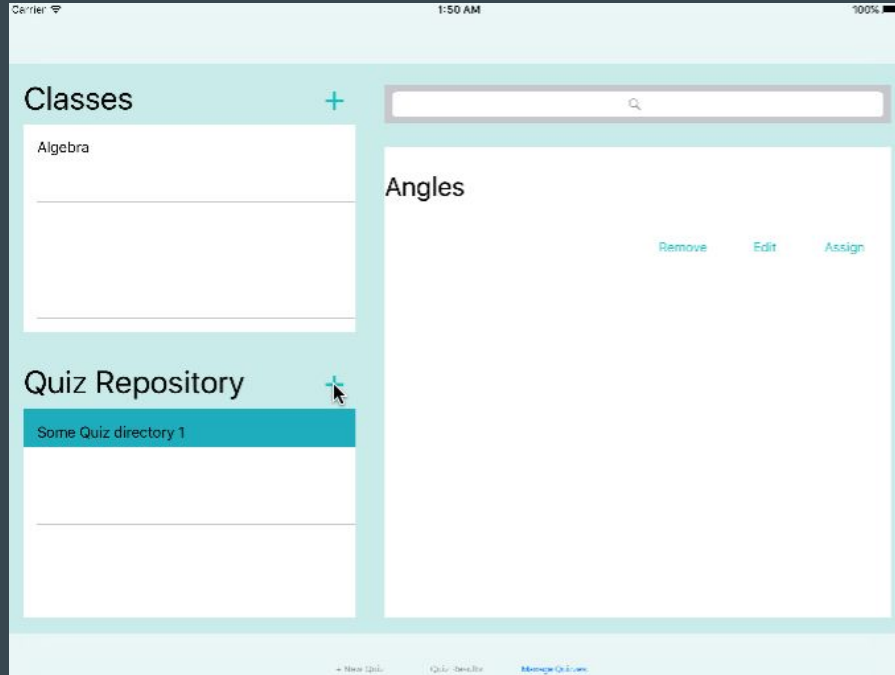 Carrier 1:50 AM 100%
Classes +
Algebra
Angles
Remove Edit Assign
Quiz Repository +
Some Quiz directory 1
+ New Quiz Quiz Results Manage Quizzes